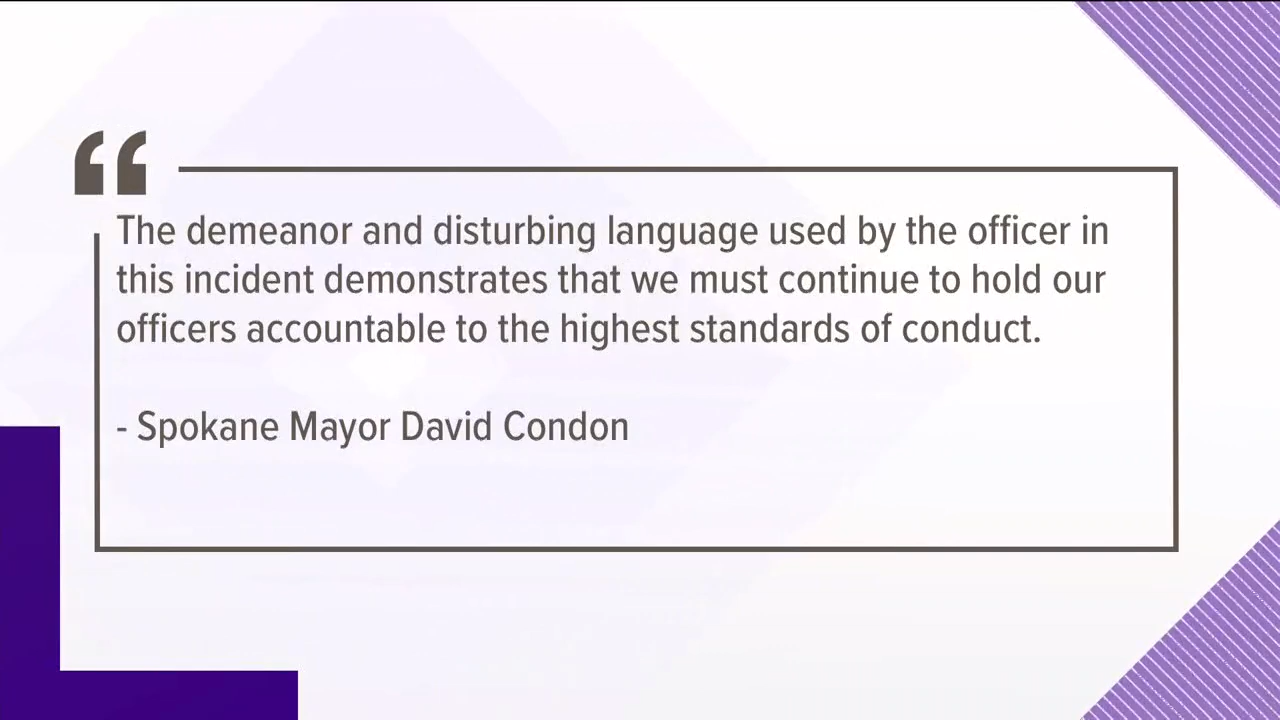 “
The demeanor and disturbing language used by the officer in
this incident demonstrates that we must continue to hold our
officers accountable to the highest standards of conduct.
- Spokane Mayor David Condon